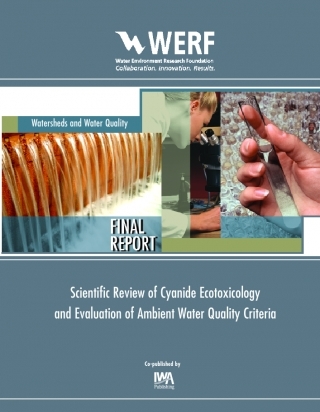 WERF
Water Environment Research Foundation
Collaboration. Innovation. Results.
Watersheds and Water Quality
FINAL
REPORT
Scientific Review of Cyanide Ecotoxicology
and Evaluation of Ambient Water Quality Criteria
Co-published by
IWA
Publishing